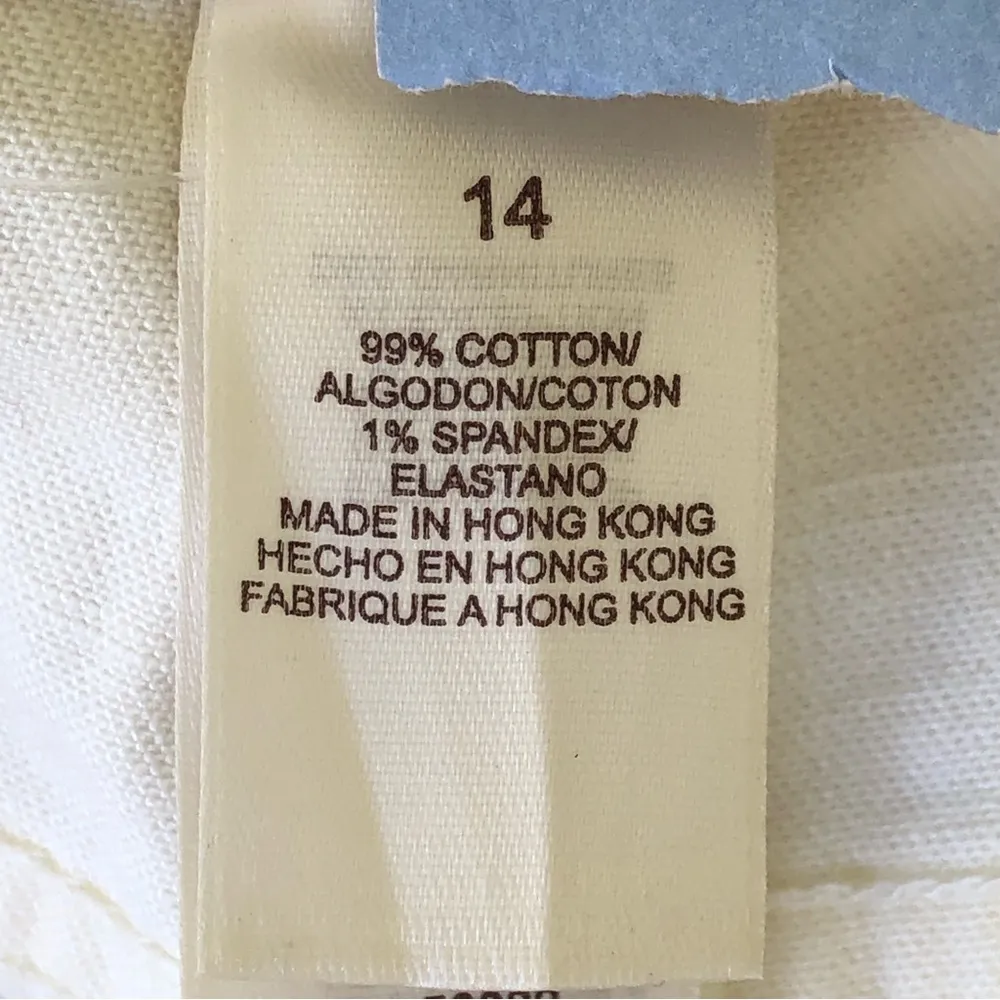 14
99% COTTON/
ALGODON/COTON
1% SPANDEX/
ELASTANO
MADE IN HONG KONG
HECHO EN HONG KONG
FABRIQUE A HONG KONG